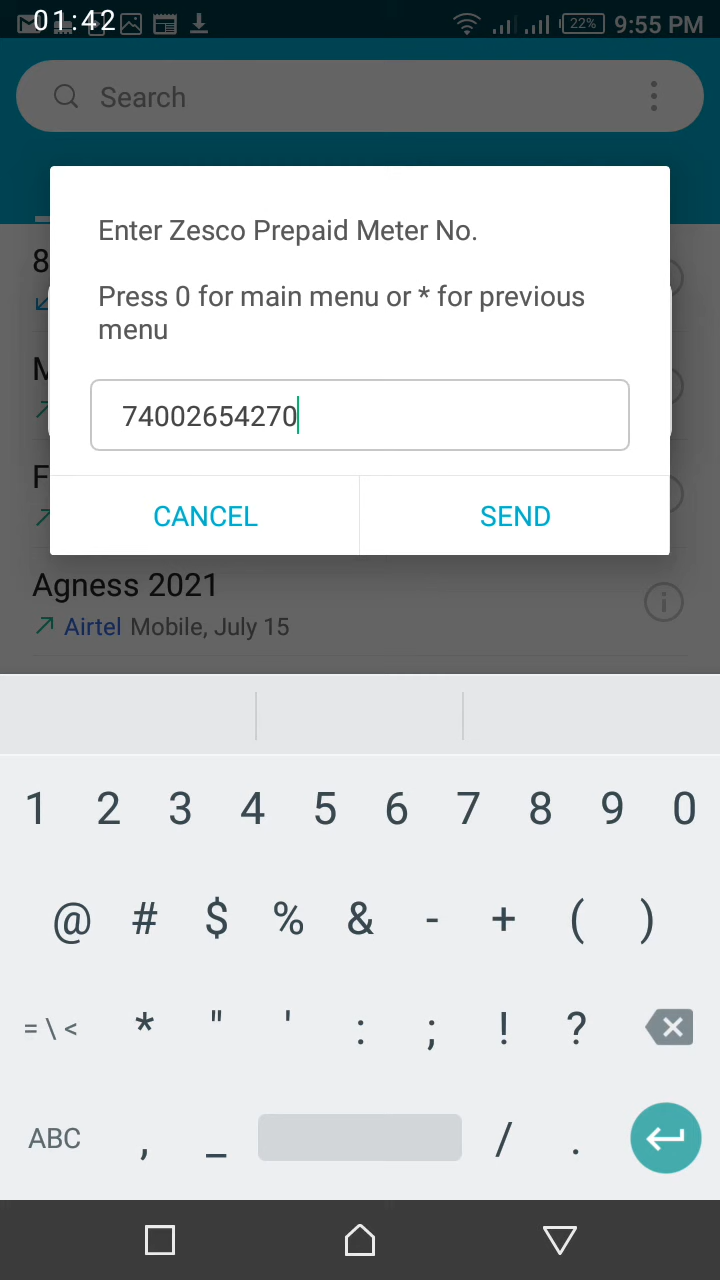 01:42
22%
9:55 PM
Search
Enter Zesco Prepaid Meter No.
Press 0 for main menu or * for previous
menu
74002654270
CANCEL
SEND
8
M
F
Agness 2021
Airtel Mobile, July 15
1 2 3 4 5 6 7 8 9 0
@ # $ % & - + ( )
= \ < * " ' : ; ! ?
ABC , _ / .